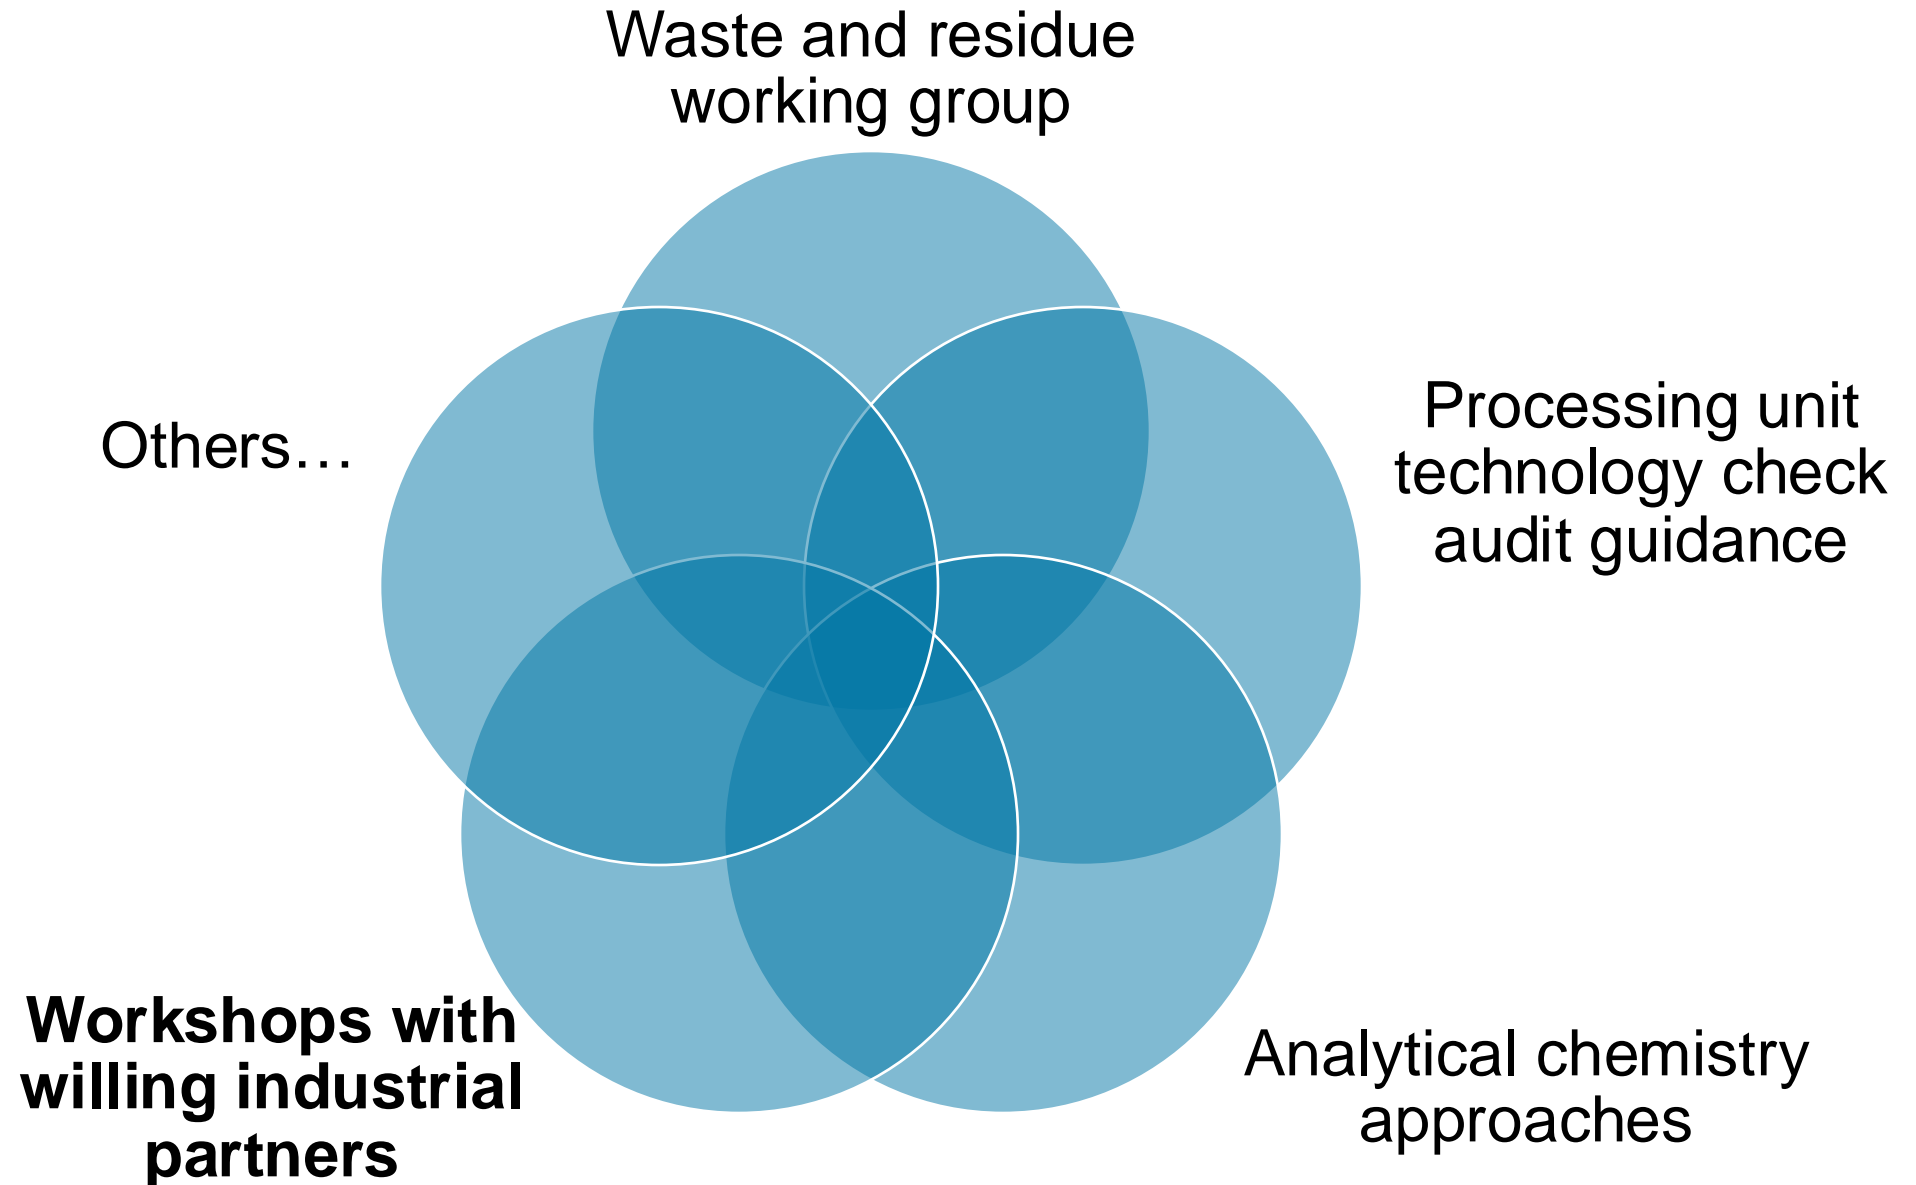 Waste and residue
working group
Processing unit
technology check
audit guidance
Others…
Workshops with
willing industrial
partners
Analytical chemistry
approaches